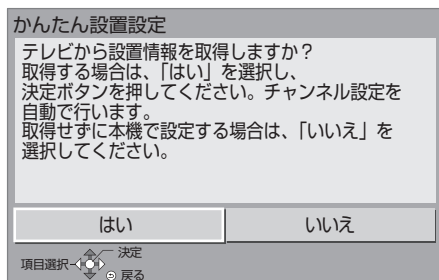 かんたん設置設定
テレビから設置情報を取得しますか？
取得する場合は、「はい」を選択し、
決定ボタンを押してください。チャンネル設定を
自動で行います。
取得せずに本機で設定する場合は、「いいえ」を
選択してください。
はい いいえ
項目選択 決定
戻る